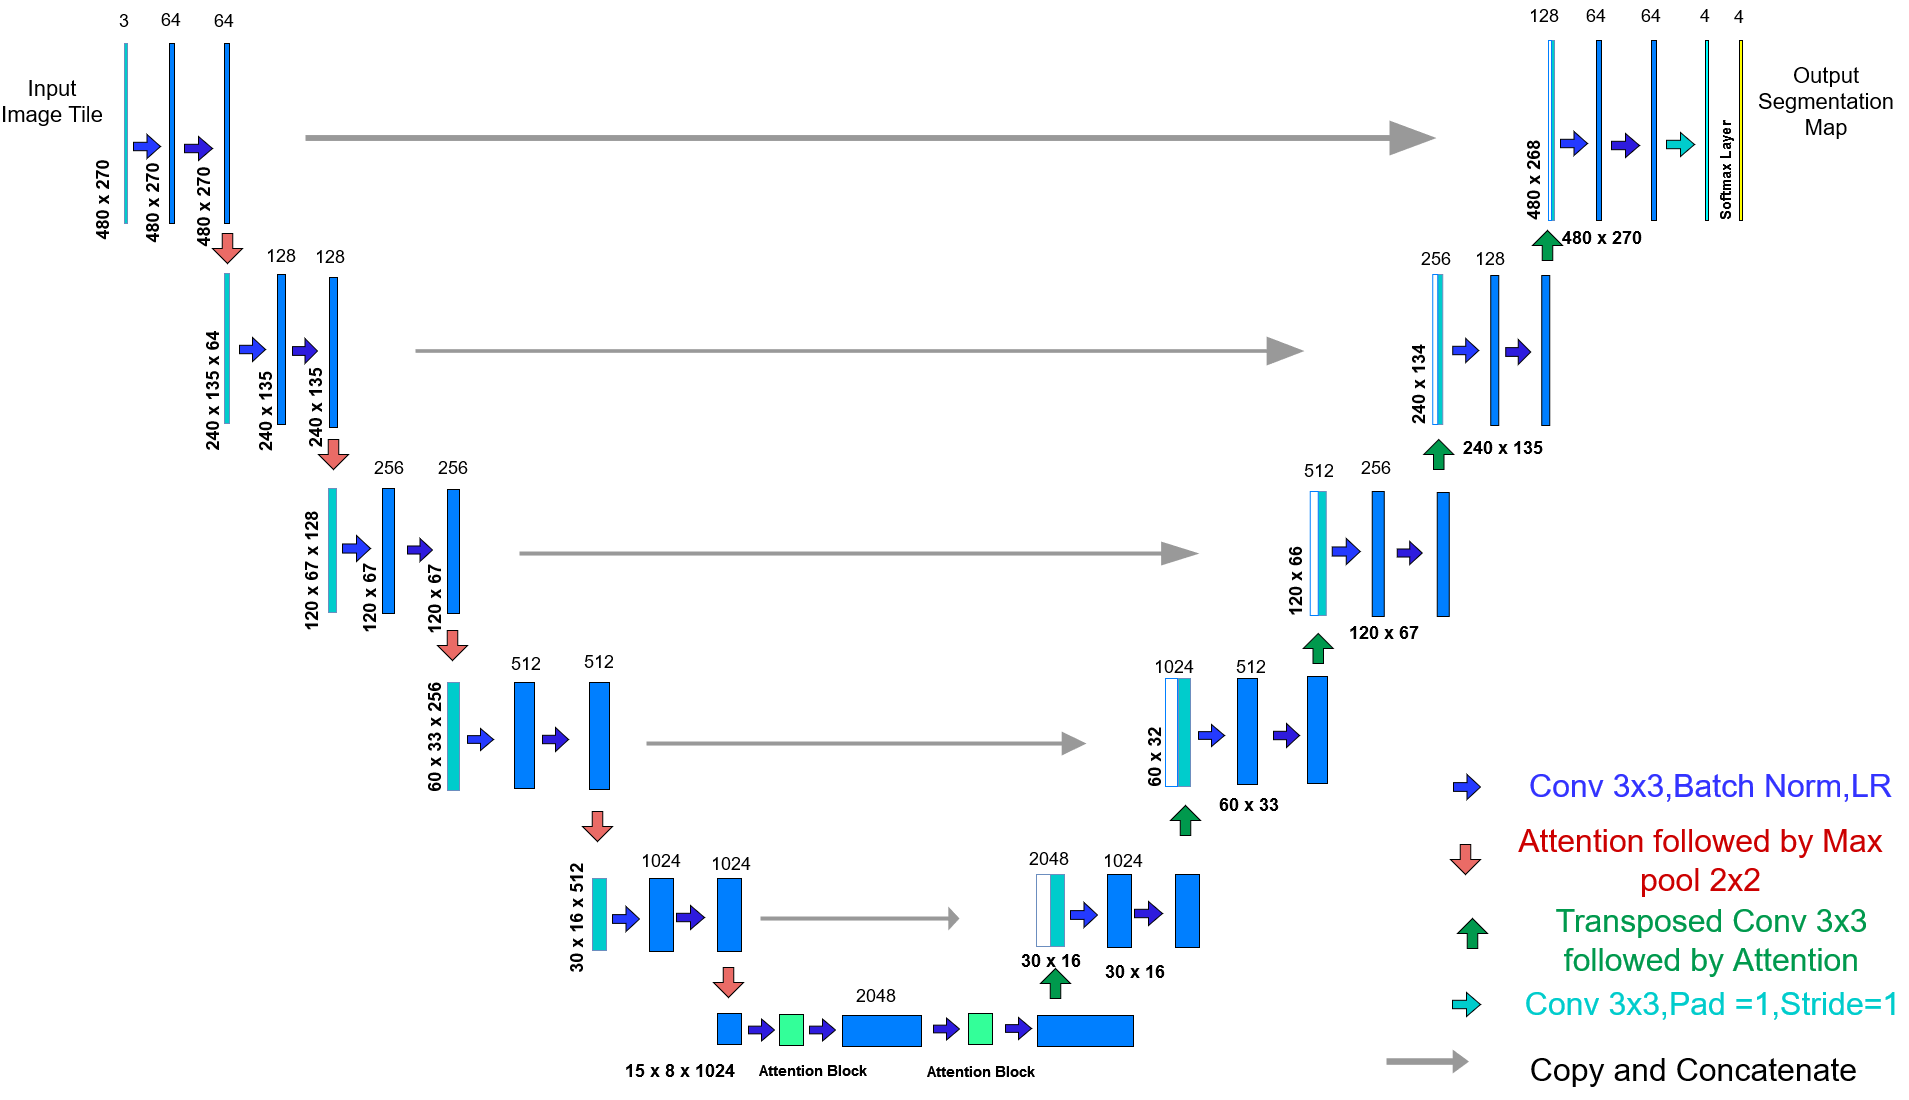 3 64 64
Input
Image Tile
480 x 270
480 x 270
480 x 270
128 128
240 x 135 x 64
240 x 135
240 x 135
256 256
120 x 67 x 128
120 x 67
120 x 67
512 512
60 x 33 x 256
1024 1024
30 x 16 x 512
15 x 8 x 1024
Attention Block
2048
Attention Block
2048 1024
30 x 16
30 x 16
1024 512
60 x 32
60 x 33
512 256
120 x 66
120 x 67
256 128
240 x 134
240 x 135
128 64 64 4 4
480 x 268
480 x 270
Softmax Layer
Output
Segmentation
Map
Conv 3x3,Batch Norm,LR
Attention followed by Max
pool 2x2
Transposed Conv 3x3
followed by Attention
Conv 3x3,Pad =1,Stride=1
Copy and Concatenate